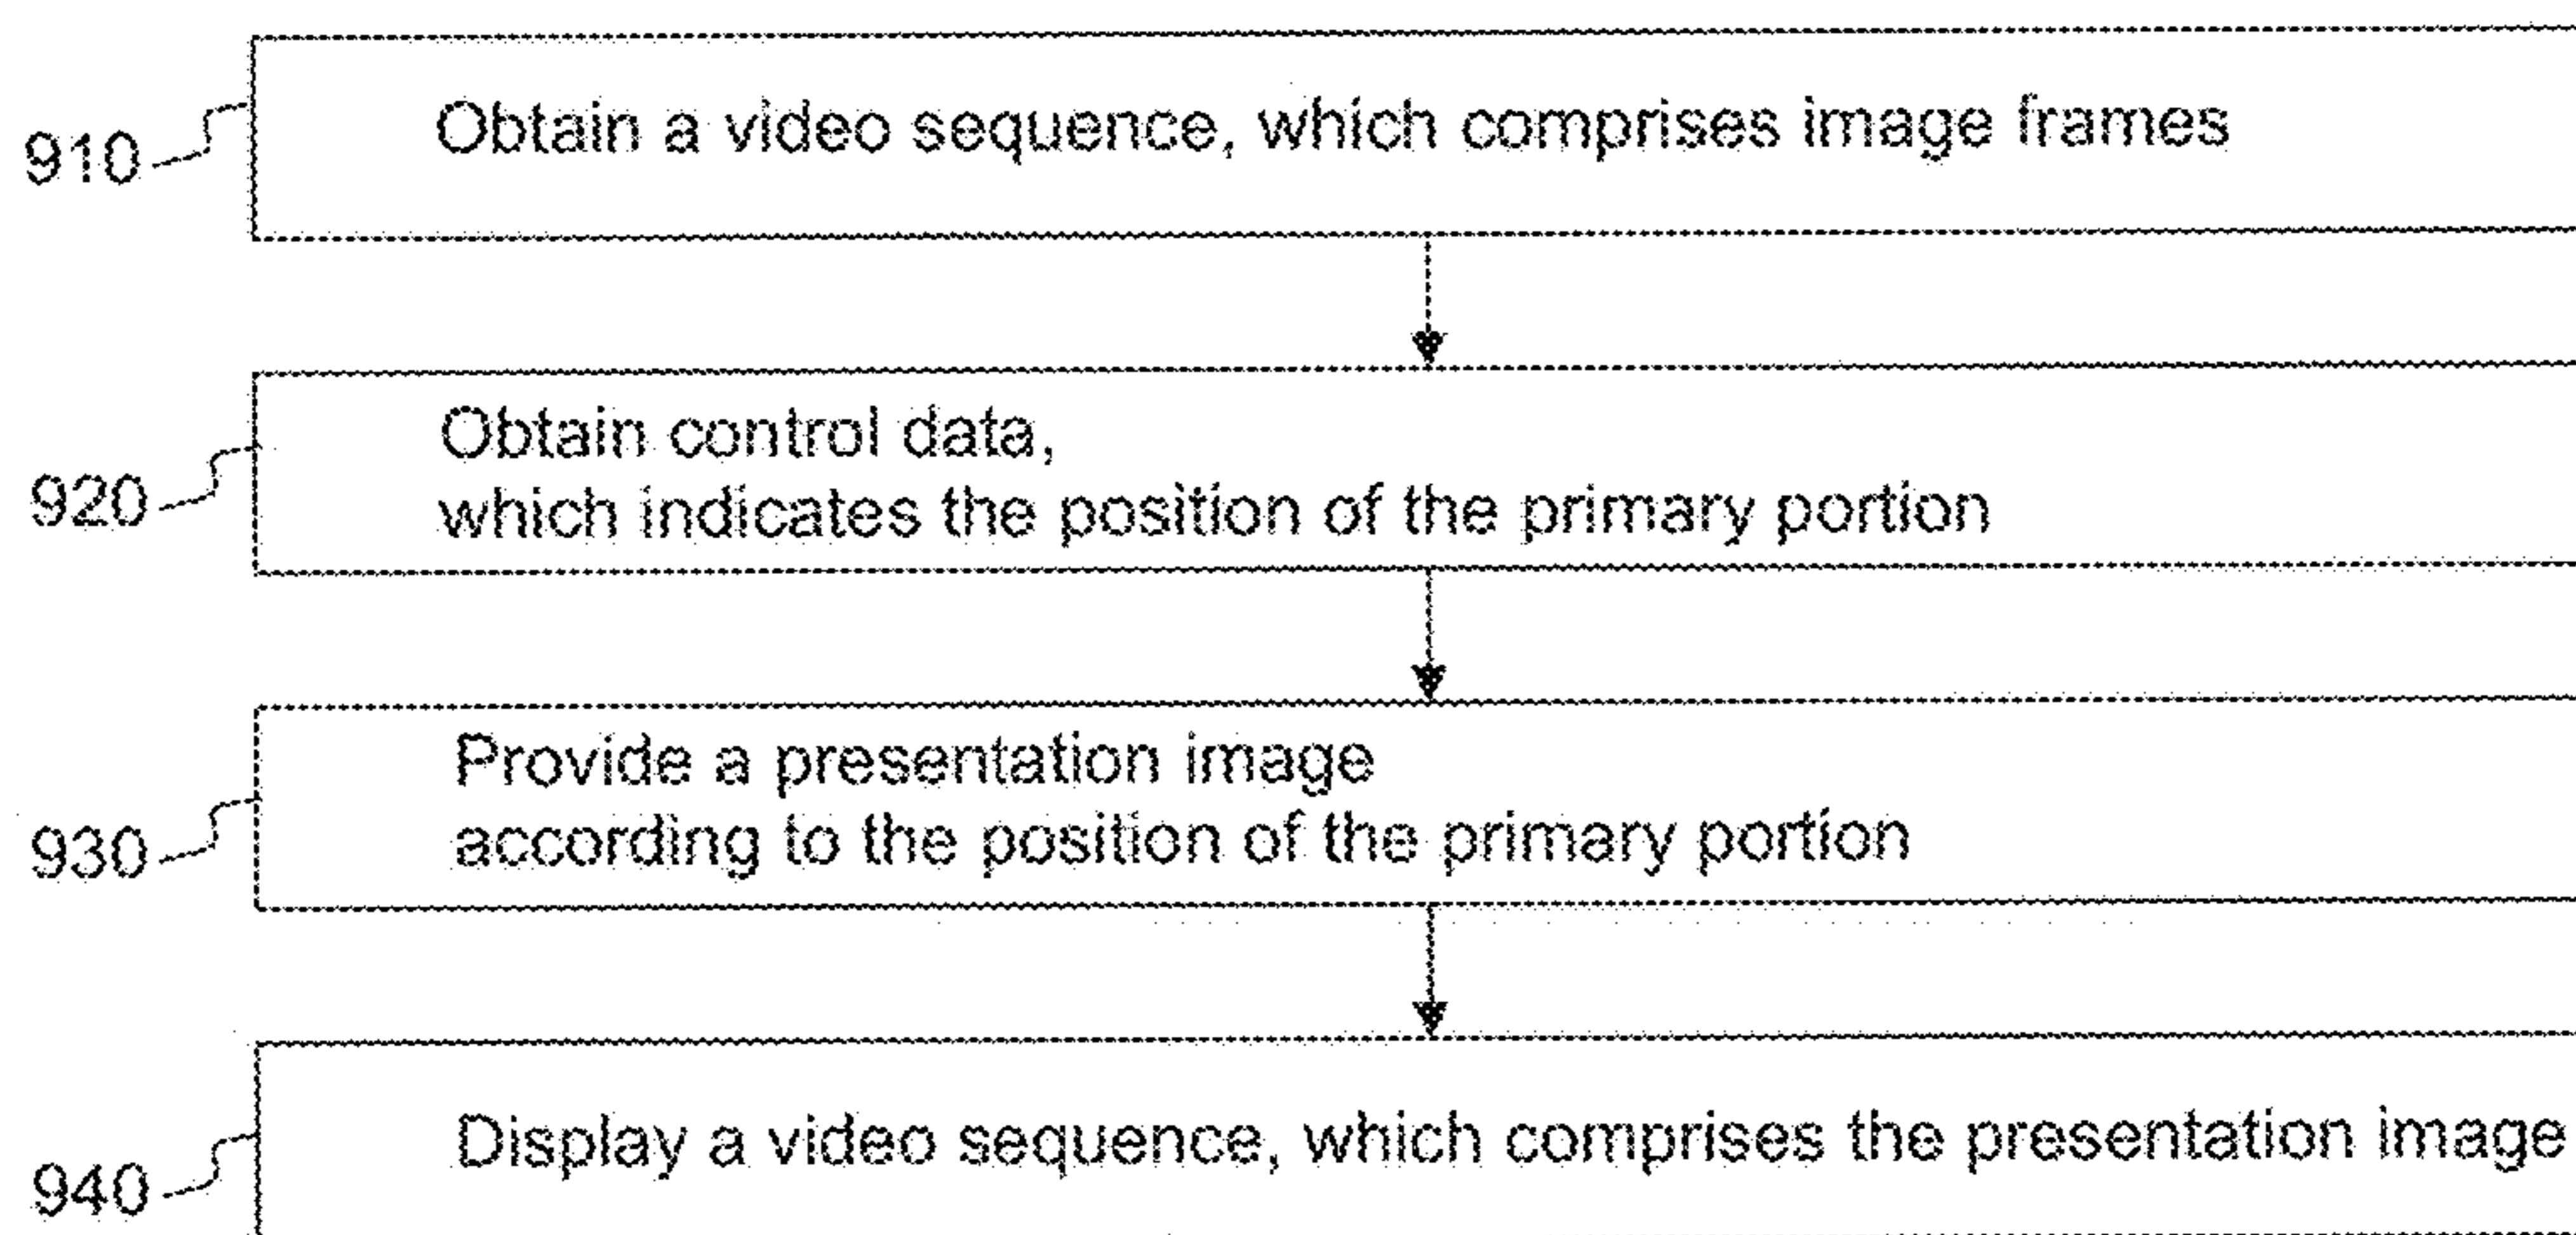 910 Obtain a video sequence, which comprises image frames
Obtain control data,
920 which indicates the position of the primary portion
Provide a presentation image
930 according to the position of the primary portion
940 Display a video sequence, which comprises the presentation image